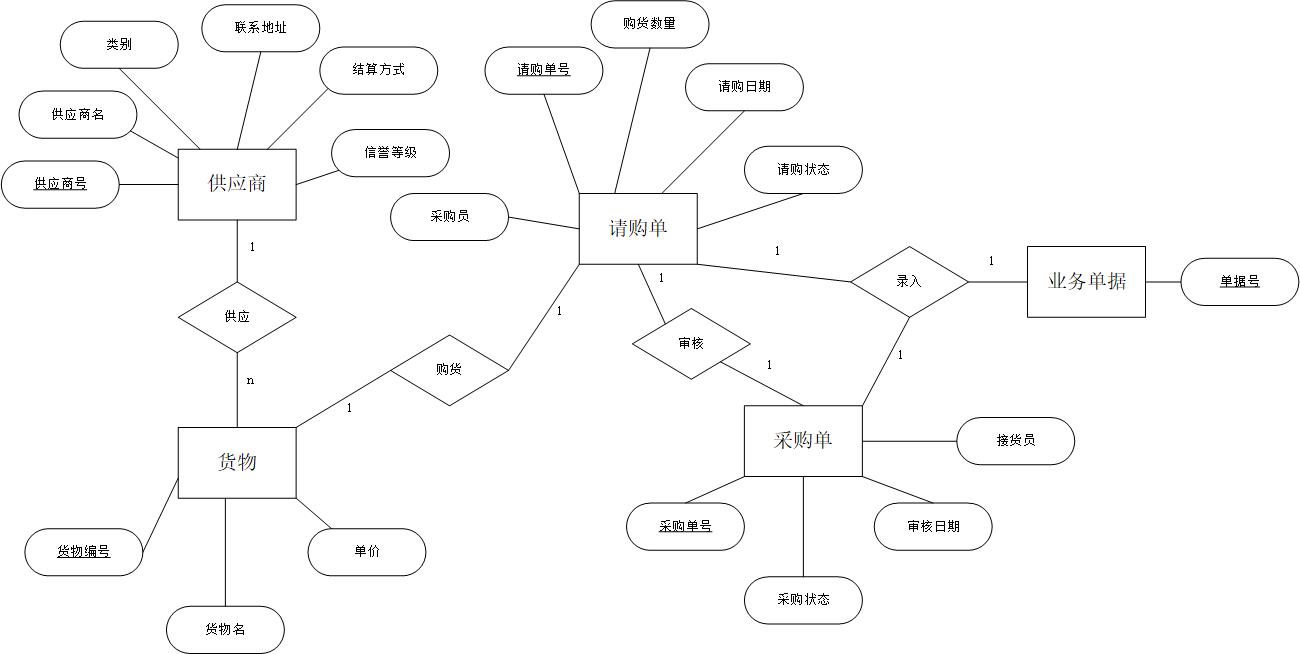 购货数量
联系地址
类别
请购单号
结算方式
请购日期
供应商名
信誉等级
请购状态
供应商号
供应商
采购员
请购单
1
1
1
1
录入
业务单据
单据号
供应
1
审核
1
1
购货
n
1
采购单
接货员
货物
采购单号
审核日期
货物编号
单价
采购状态
货物名